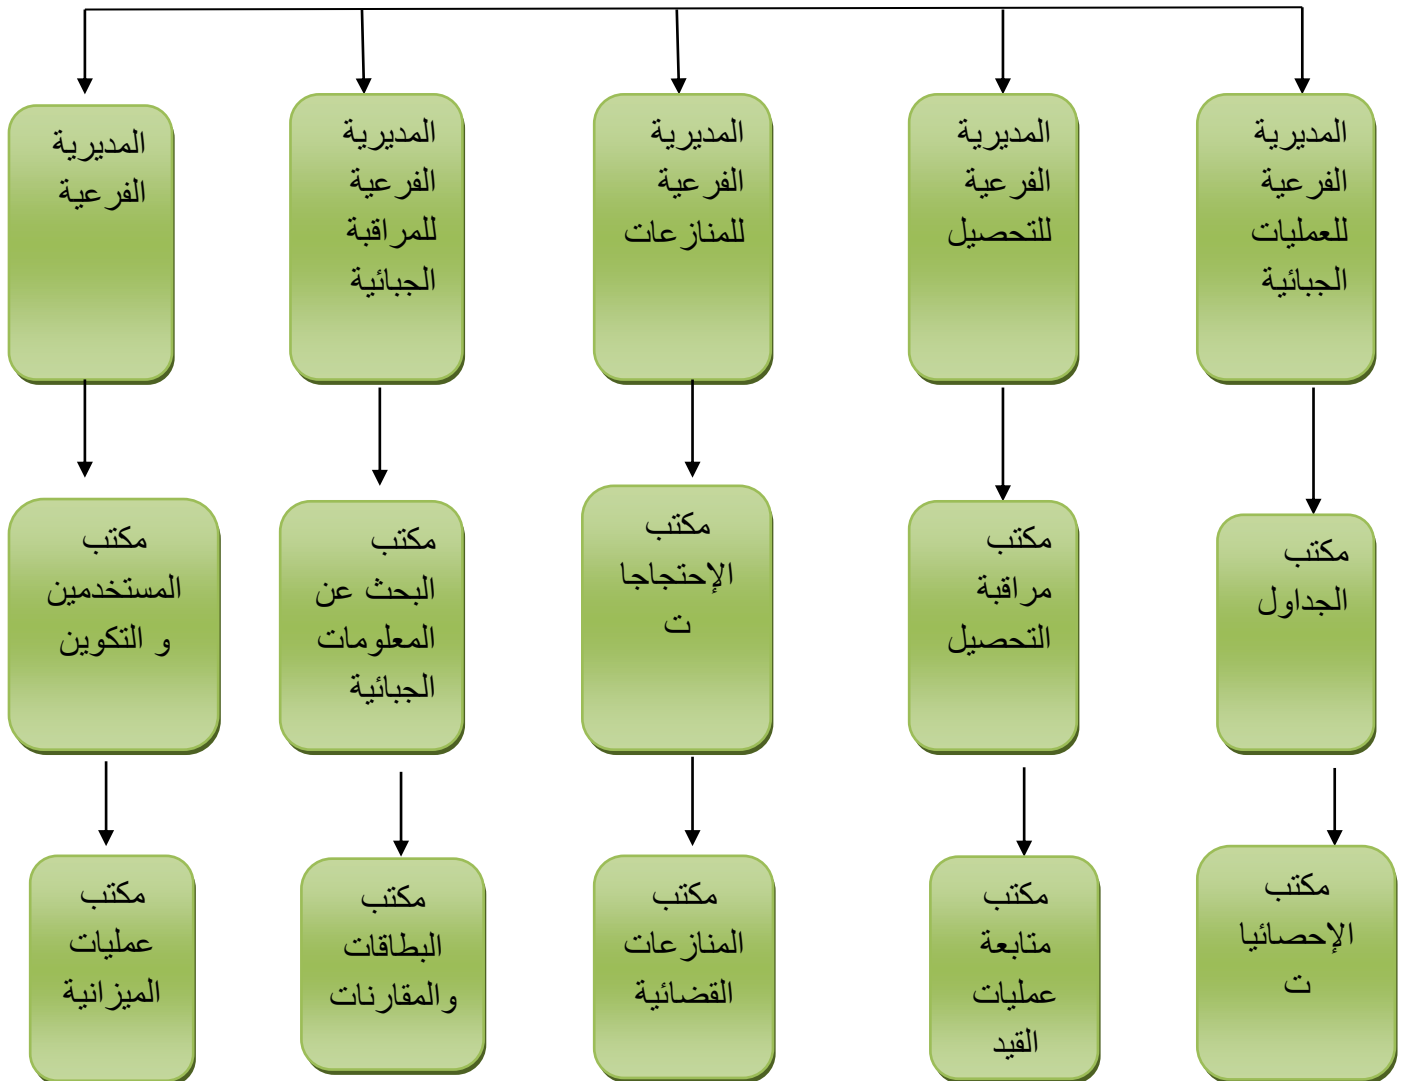 المديرية
الفرعية
للعمليات
الجبائية
المديرية
الفرعية
للتحصيل
المديرية
الفرعية
للمنازعات
المديرية
الفرعية
للمراقبة
الجبائية
المديرية
الفرعية
مكتب
الجداول
مكتب
مراقبة
التحصيل
مكتب
الإحتجاجا
ت
مكتب
البحث عن
المعلومات
الجبائية
مكتب
المستخدمين
و التكوين
مكتب
الإحصائيا
ت
مكتب
متابعة
عمليات
القيد
مكتب
المنازعات
القضائية
مكتب
البطاقات
والمقارنات
مكتب
عمليات
الميزانية